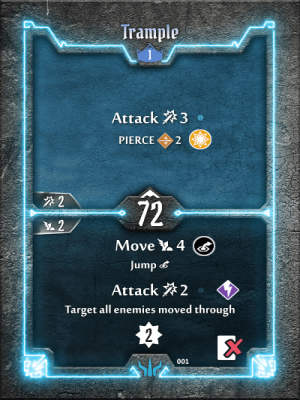 Trample
1
Attack 3
PIERCE 2
2
72
2
Move 4
Jump
Attack 2
Target all enemies moved through
2
001